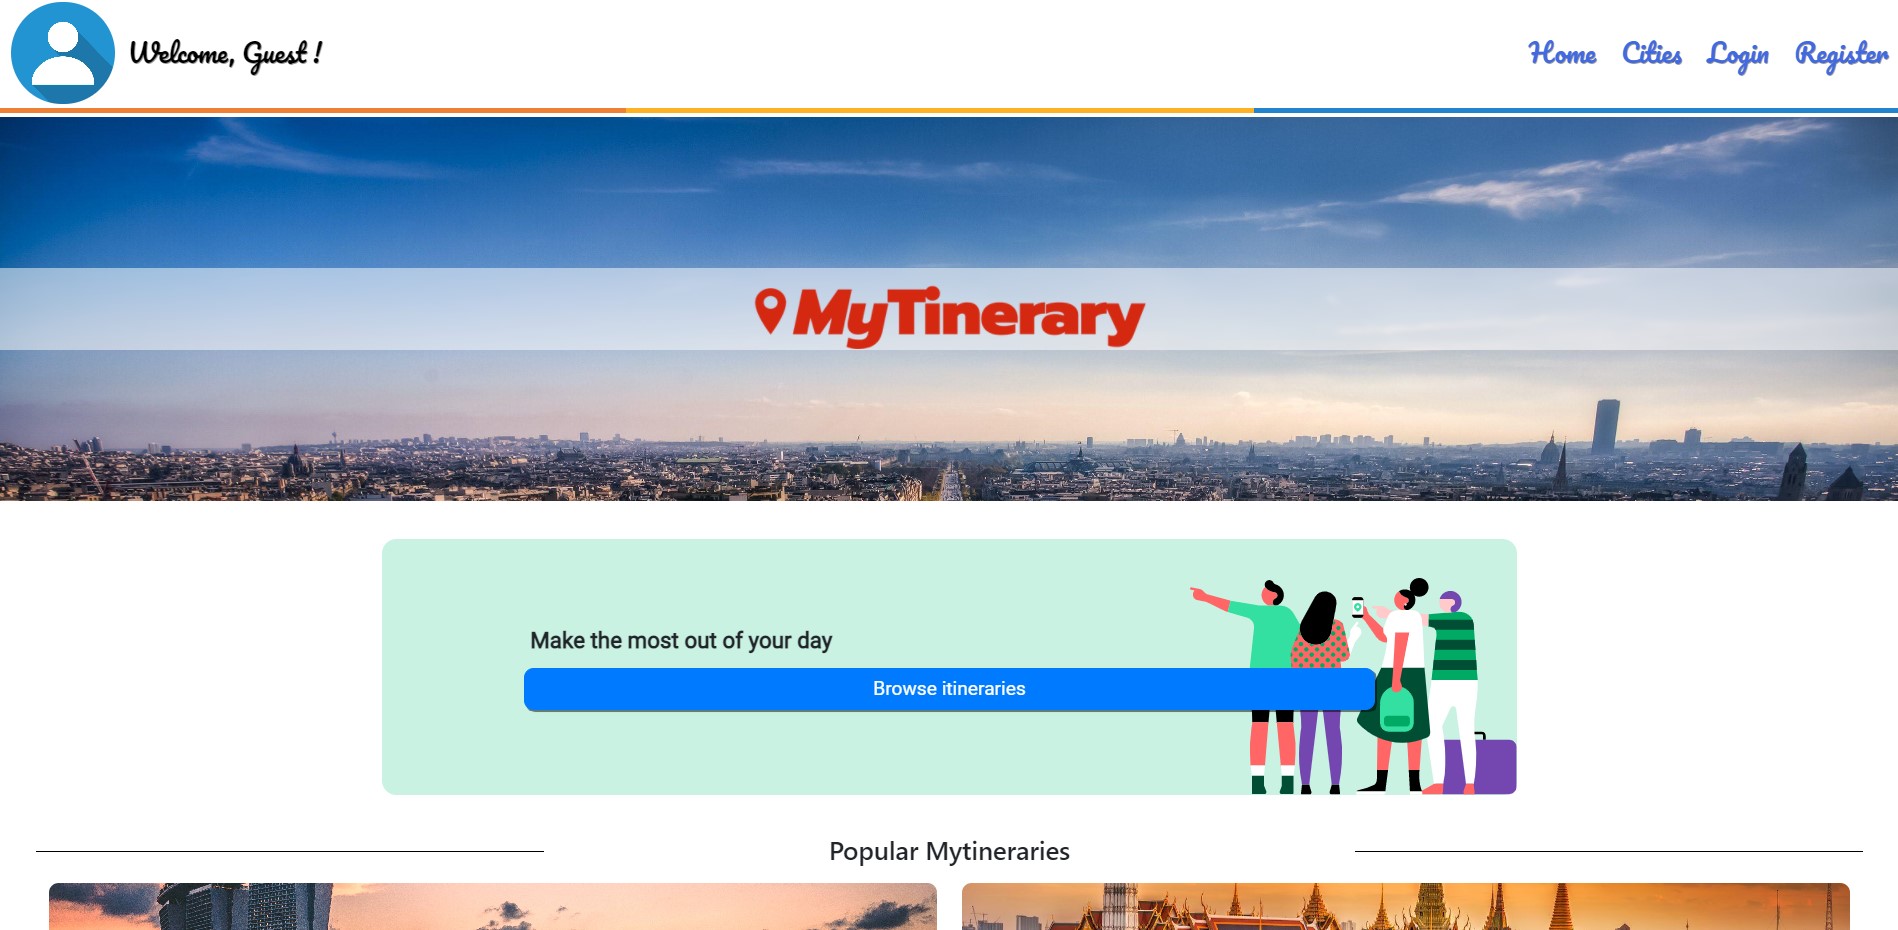 Welcome, Guest !
Home Cities Login Register
MyTinerary
Make the most out of your day
Browse itineraries
Popular Mytineraries